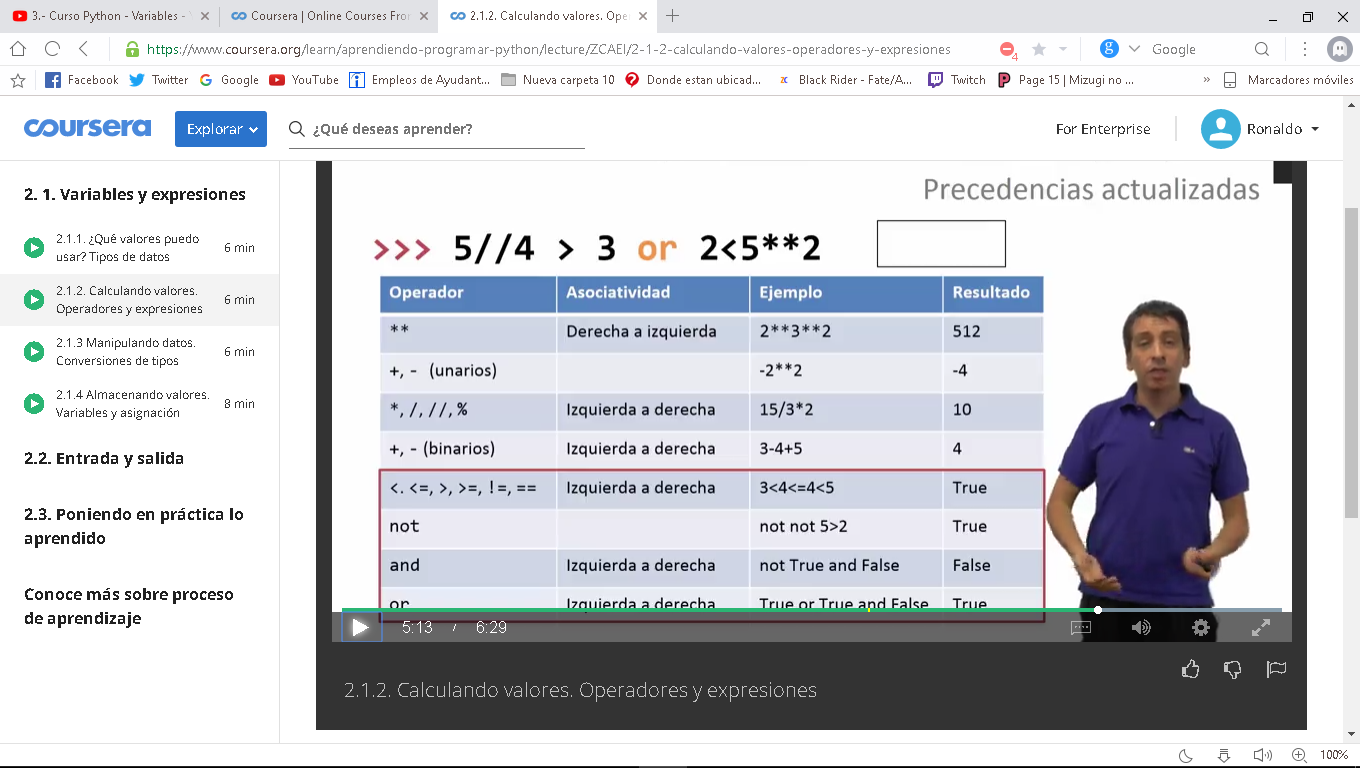 3.- Curso Python - Variables -
Coursera | Online Courses Fror
2.1.2. Calculando valores. Ope
https://www.coursera.org/learn/aprendiendo-programar-python/lecture/ZCAEI/2-1-2-calculando-valores-operadores-y-expresiones
4
g
Google
Facebook
Twitter
Google
YouTube
Empleos de Ayudant...
Nueva carpeta 10
Donde estan ubicad...
Black Rider - Fate/A...
Twitch
Page 15 | Mizugi no ...
»
Marcadores móviles
coursera
Explorar
¿Qué deseas aprender?
For Enterprise
Ronaldo
2. 1. Variables y expresiones
2.1.1. ¿Qué valores puedo
usar? Tipos de datos
6 min
2.1.2. Calculando valores.
Operadores y expresiones
6 min
2.1.3 Manipulando datos.
Conversiones de tipos
6 min
2.1.4 Almacenando valores.
Variables y asignación
8 min
2.2. Entrada y salida
2.3. Poniendo en práctica lo
aprendido
Conoce más sobre proceso
de aprendizaje
Precedencias actualizadas
>>> 5//4 > 3 or 2<5**2
Operador Asociatividad Ejemplo Resultado
** Derecha a izquierda 2**3**2 512
+, - (unarios) -2**2 -4
*, /, //, % Izquierda a derecha 15/3*2 10
+, - (binarios) Izquierda a derecha 3-4+5 4
<. <=, >, >=, !=, == Izquierda a derecha 3<4<=4<5 True
not not not 5>2 True
and Izquierda a derecha not True and False False
or Izquierda a derecha True or True and False True
5:13 / 6:29
2.1.2. Calculando valores. Operadores y expresiones
100%